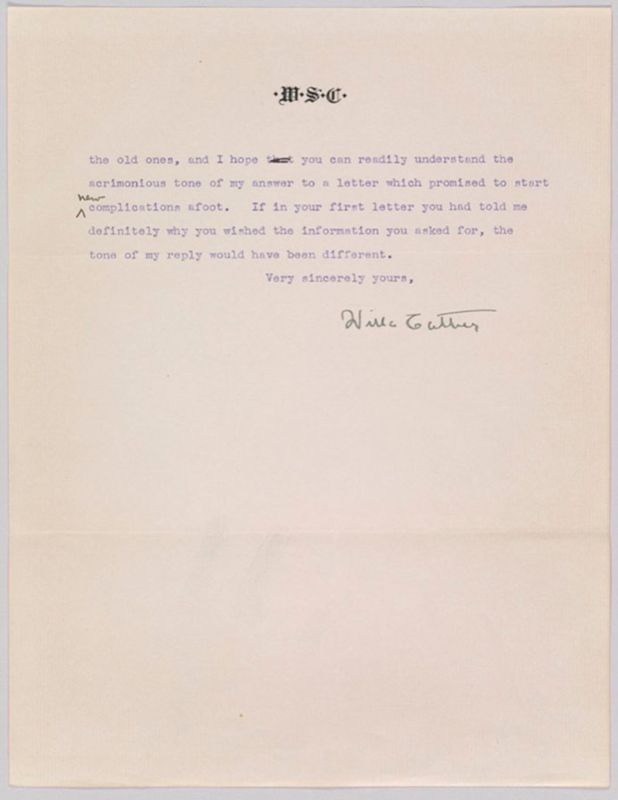 ·W·S·C·
the old ones, and I hope that you can readily understand the
acrimonious tone of my answer to a letter which promised to start
new
complications afoot. If in your first letter you had told me
definitely why you wished the information you asked for, the
tone of my reply would have been different.
Very sincerely yours,
Willa Cather